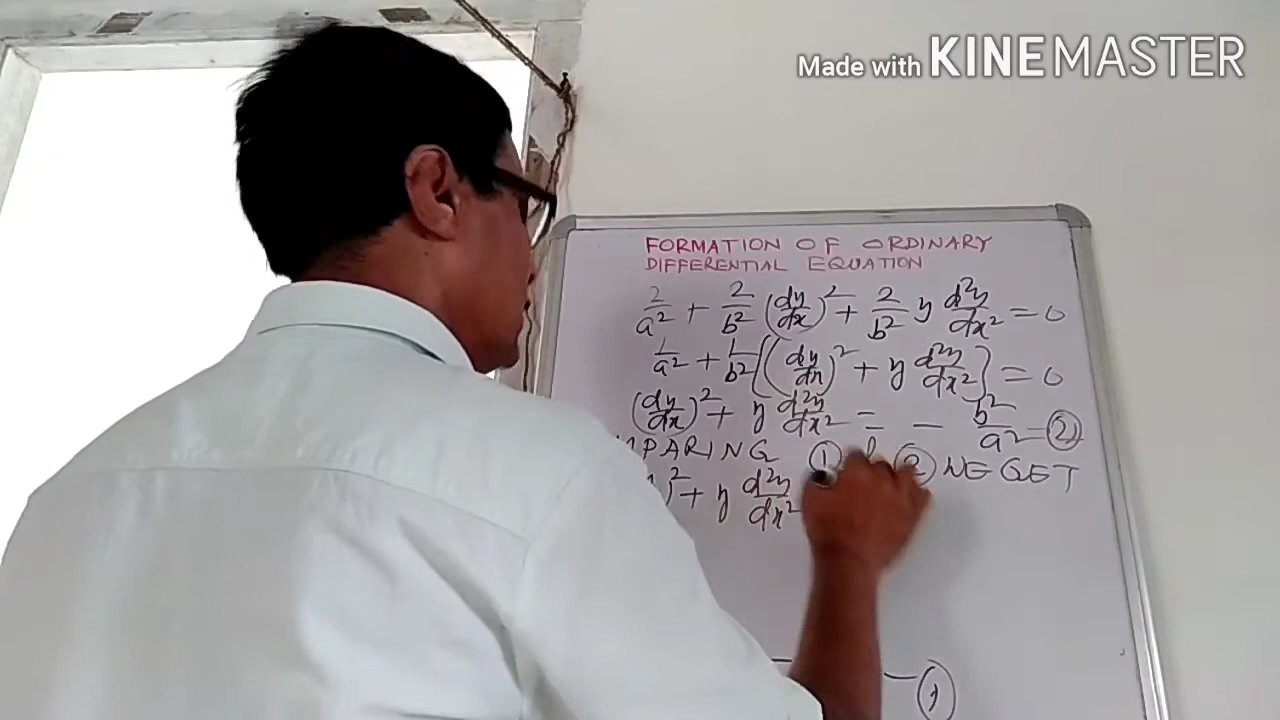 Made with KINEMASTER
FORMATION OF ORDINARY
DIFFERENTIAL EQUATION
2/a² + 2/b² (dy/dx)² + 2/b² y d²y/dx² = 0
1/a² + 1/b² {(dy/dx)² + y d²y/dx²} = 0
(dy/dx)² + y d²y/dx² = - b²/a² - ②
MPARING ① & ② WE GET
)² + y d²y/dx²
— ①